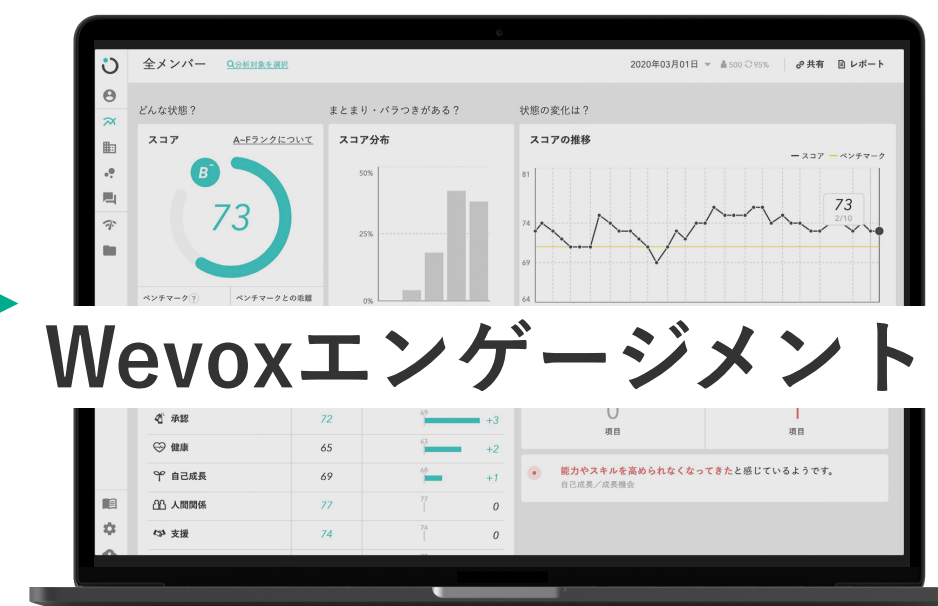 全メンバー 分析対象を選択 2020年03月01日 500 95% 共有 レポート
どんな状態？ まとまり・バラつきがある？ 状態の変化は？
スコア A~Fランクについて スコア分布 スコアの推移
スコア ベンチマーク
B-
73
50%
25%
0%
81
74
69
64
73
2/10
ベンチマーク ? ベンチマークとの乖離
Wevoxエンゲージメント
承認 72 69 +3
健康 65 63 +2
自己成長 69 68 +1
人間関係 77 77 0
支援 74 74 0
項目 項目
能力やスキルを高められなくなってきたと感じているようです。
自己成長／成長機会